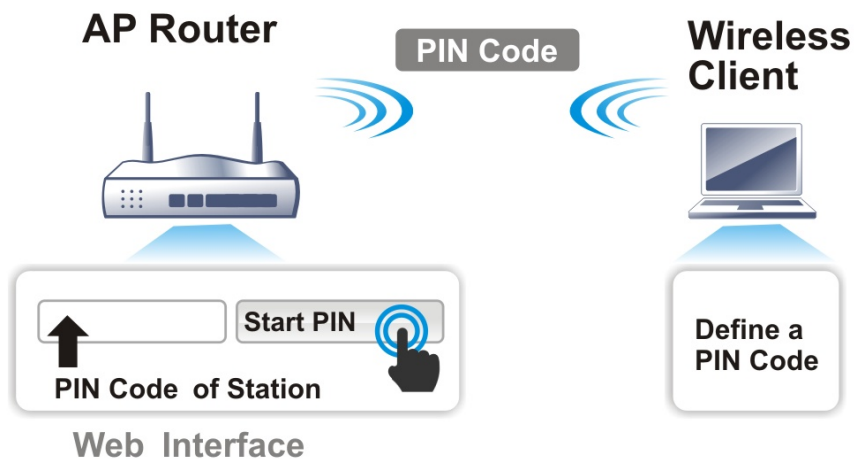 AP Router
PIN Code
Wireless
Client
Start PIN
PIN Code of Station
Web Interface
Define a
PIN Code